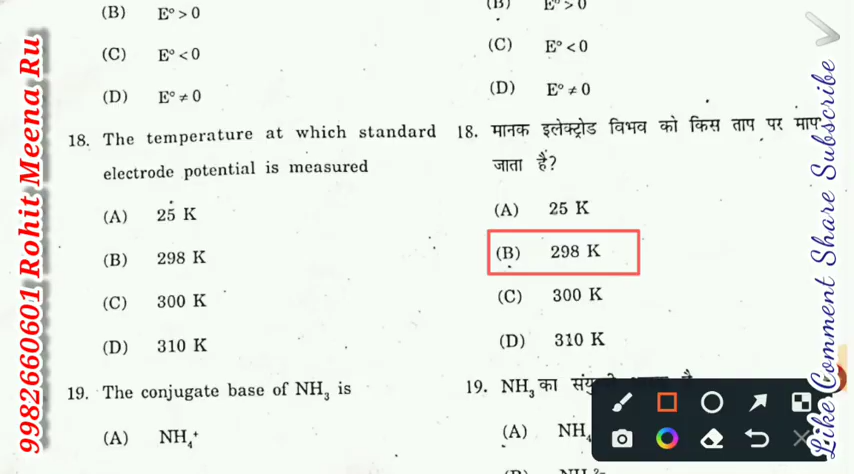 (B) E° > 0
(C) E° < 0
(D) E° ≠ 0
18. The temperature at which standard
electrode potential is measured
(A) 25 K
(B) 298 K
(C) 300 K
(D) 310 K
19. The conjugate base of NH₃ is
(A) NH₄⁺
(B) E° > 0
(C) E° < 0
(D) E° ≠ 0
18. मानक इलेक्ट्रोड विभव को किस ताप पर माप
जाता हैं?
(A) 25 K
(B) 298 K
(C) 300 K
(D) 310 K
19. NH₃ का
(A) NH₄
9982660601 Rohit Meena Ru
Like Comment Share Subscribe